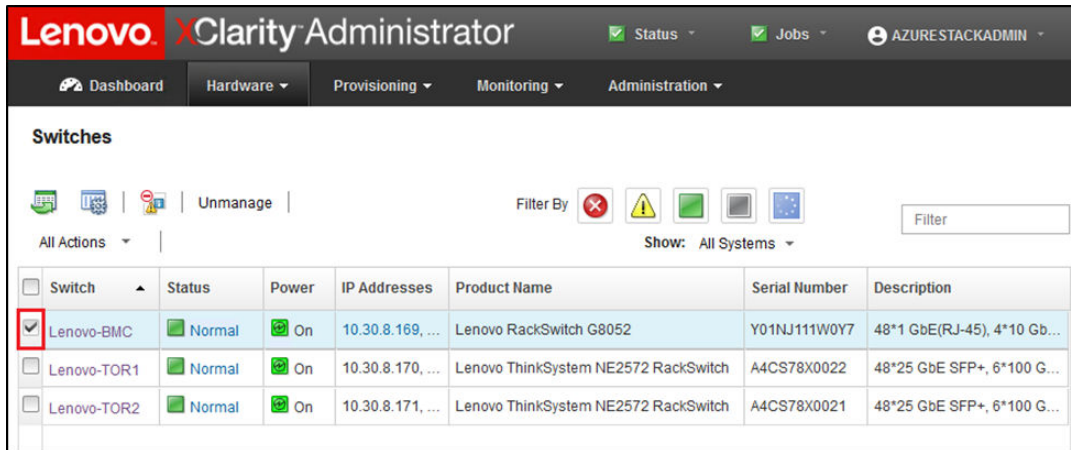 Lenovo. XClarity Administrator Status Jobs AZURESTACKADMIN
Dashboard Hardware Provisioning Monitoring Administration
Switches
Unmanage Filter By Filter
All Actions Show: All Systems
Switch Status Power IP Addresses Product Name Serial Number Description
Lenovo-BMC Normal On 10.30.8.169, ... Lenovo RackSwitch G8052 Y01NJ111W0Y7 48*1 GbE(RJ-45), 4*10 Gb...
Lenovo-TOR1 Normal On 10.30.8.170, ... Lenovo ThinkSystem NE2572 RackSwitch A4CS78X0022 48*25 GbE SFP+, 6*100 G...
Lenovo-TOR2 Normal On 10.30.8.171, ... Lenovo ThinkSystem NE2572 RackSwitch A4CS78X0021 48*25 GbE SFP+, 6*100 G...